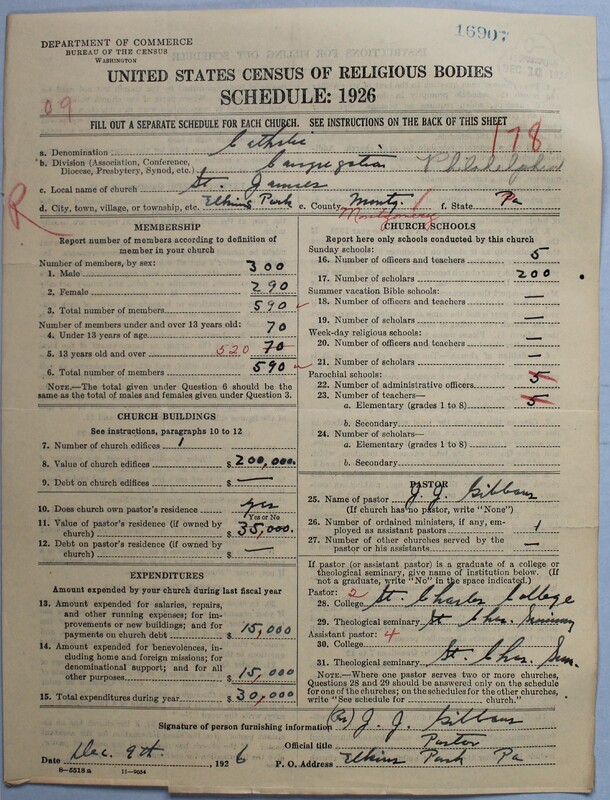 16907
DEPARTMENT OF COMMERCE
BUREAU OF THE CENSUS
WASHINGTON
UNITED STATES CENSUS OF RELIGIOUS BODIES
SCHEDULE: 1926
09
FILL OUT A SEPARATE SCHEDULE FOR EACH CHURCH. SEE INSTRUCTIONS ON THE BACK OF THIS SHEET
178
a. Denomination Catholic
b. Division (Association, Conference, Diocese, Presbytery, Synod, etc.) Congregation Philadelphia
c. Local name of church St. James
d. City, town, village, or township, etc. Elkins Park e. County Montg. f. State Pa
R
Montgomery
MEMBERSHIP
Report number of members according to definition of
member in your church
Number of members, by sex:
1. Male 300
2. Female 290
3. Total number of members 590
Number of members under and over 13 years old:
4. Under 13 years of age 70
5. 13 years old and over 520 70
6. Total number of members 590
NOTE.—The total given under Question 6 should be
same as the total of males and females given under Question 3.
CHURCH BUILDINGS
See instructions, paragraphs 10 to 12
7. Number of church edifices 1
8. Value of church edifices $200,000.
9. Debt on church edifices $ —
10. Does church own pastor's residence yes
Yes or No
11. Value of pastor's residence (if owned by
church) $35,000.
12. Debt on pastor's residence (if owned by
church) $ —
EXPENDITURES
Amount expended by your church during last fiscal year
13. Amount expended for salaries, repairs,
and other running expenses; for im-
provements or new buildings; and for
payments on church debt $15,000
14. Amount expended for benevolences, in-
cluding home and foreign missions; for
denominational support; and for all
other purposes $15,000
15. Total expenditures during year $30,000
CHURCH SCHOOLS
Report here only schools conducted by this church
Sunday schools:
16. Number of officers and teachers 5
17. Number of scholars 200
Summer vacation Bible schools:
18. Number of officers and teachers —
19. Number of scholars —
Week-day religious schools:
20. Number of officers and teachers —
21. Number of scholars —
Parochial schools:
22. Number of administrative officers 5
23. Number of teachers—
a. Elementary (grades 1 to 8) 5
b. Secondary
24. Number of scholars—
a. Elementary (grades 1 to 8)
b. Secondary
PASTOR
25. Name of pastor J. J. Gibbons
(If church has no pastor, write "None")
26. Number of ordained ministers, if any, em-
ployed as assistant pastors 1
27. Number of other churches served by the
pastor or his assistants —
If pastor (or assistant pastor) is a graduate of a college or
theological seminary, give name of institution below. (If
not a graduate, write "No" in the space indicated.)
Pastor: 2
28. College St. Charles College
29. Theological seminary St. Chas. Seminary
Assistant pastor: 4
30. College
31. Theological seminary St. Chas. Sem.
NOTE.—Where one pastor serves two or more churches,
Questions 28 and 29 should be answered only on the schedule
for one of the churches; on the schedules for the other churches,
write "See schedule for church."
Signature of person furnishing information J. J. Gibbons
Official title Pastor
Date Dec. 9th, 1926 P. O. Address Elkins Park Pa
8—5518a 11—9034